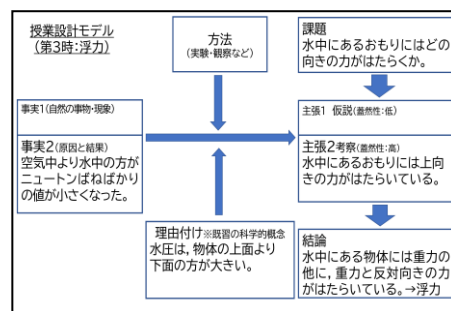 授業設計モデル
(第3時:浮力)
方法
(実験・観察など)
課題
水中にあるおもりにはどの
向きの力がはたらくか。
事実1(自然の事物・現象)
事実2(原因と結果)
空気中より水中の方が
ニュートンばねばかり
の値が小さくなった。
主張1 仮説(蓋然性:低)
主張2考察(蓋然性:高)
水中にあるおもりには上向
きの力がはたらいている。
理由付け※既習の科学的概念
水圧は,物体の上面より
下面の方が大きい。
結論
水中にある物体には重力の
他に,重力と反対向きの力
がはたらいている。→浮力